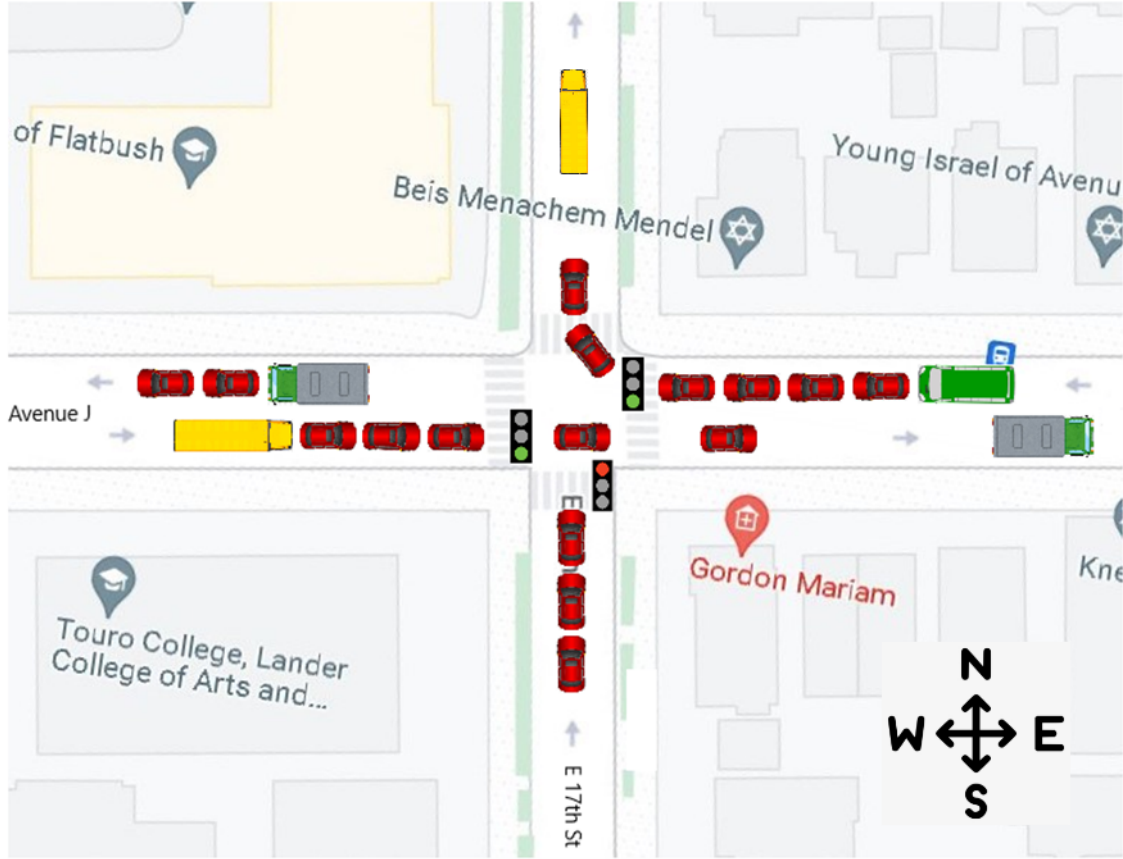 of Flatbush
Beis Menachem Mendel
Young Israel of Avenu
Avenue J
E
Gordon Mariam
Kne
Touro College, Lander
College of Arts and...
E 17th St
N
W
E
S